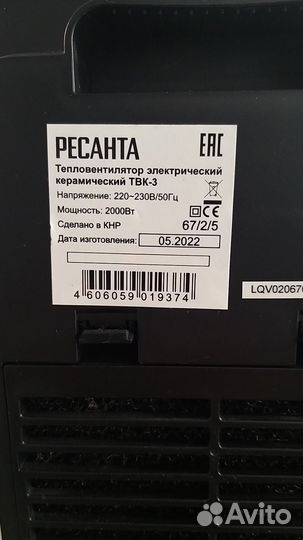 РЕСАНТА
EAC
Тепловентилятор электрический
керамический ТВК-3
Напряжение: 220~230В/50Гц
Мощность: 2000Вт
CE
Сделано в КНР
67/2/5
Дата изготовления:
05.2022
4 606059 019374
LQV020670
Avito